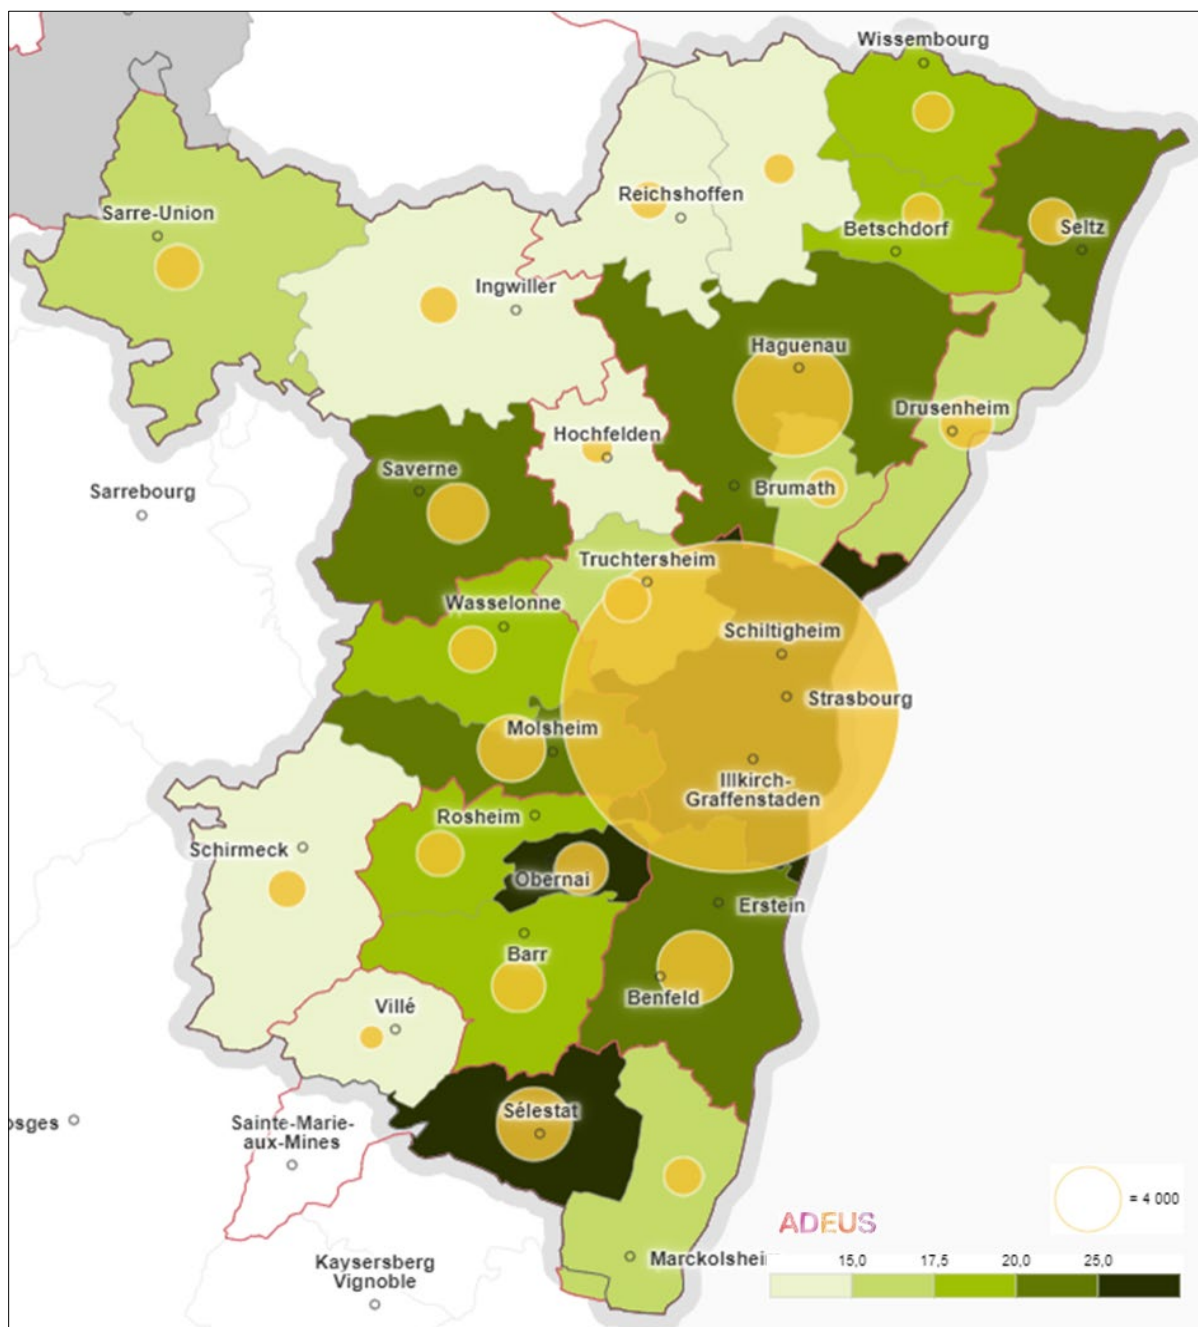 Wissembourg
Reichshoffen
Sarre-Union
Betschdorf
Seltz
Ingwiller
Haguenau
Drusenheim
Hochfelden
Saverne
Sarrebourg
Brumath
Truchtersheim
Wasselonne
Schiltigheim
Strasbourg
Molsheim
Illkirch-
Graffenstaden
Rosheim
Schirmeck
Obernai
Erstein
Barr
Benfeld
Villé
Sélestat
osges
Sainte-Marie-
aux-Mines
= 4 000
ADEUS
Marckolsheim
Kaysersberg
Vignoble
15,0 17,5 20,0 25,0